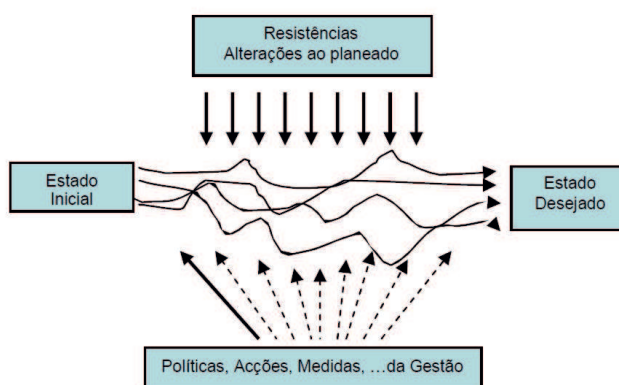 Resistências
Alterações ao planeado
Estado
Inicial
Estado
Desejado
Políticas, Acções, Medidas, ...da Gestão